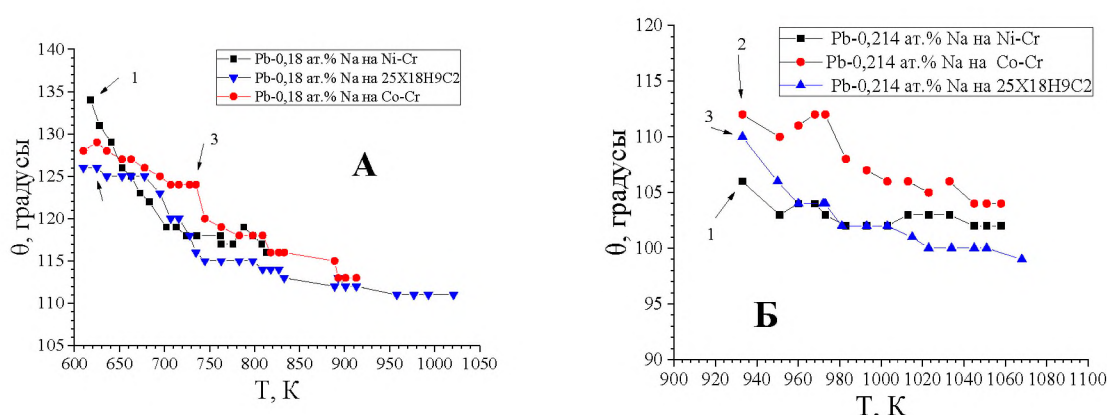 140
135
130
125
120
115
110
105
600 650 700 750 800 850 900 950 1000 1050
θ, градусы
T, K
Pb-0,18 ат.% Na на Ni-Cr
Pb-0,18 ат.% Na на 25Х18Н9С2
Pb-0,18 ат.% Na на Co-Cr
1
3
А
120
115
110
105
100
95
90
900 920 940 960 980 1000 1020 1040 1060 1080 1100
θ, градусы
T, K
Pb-0,214 ат.% Na на Ni-Cr
Pb-0,214 ат.% Na на Co-Cr
Pb-0,214 ат.% Na на 25Х18Н9С2
2
3
1
Б